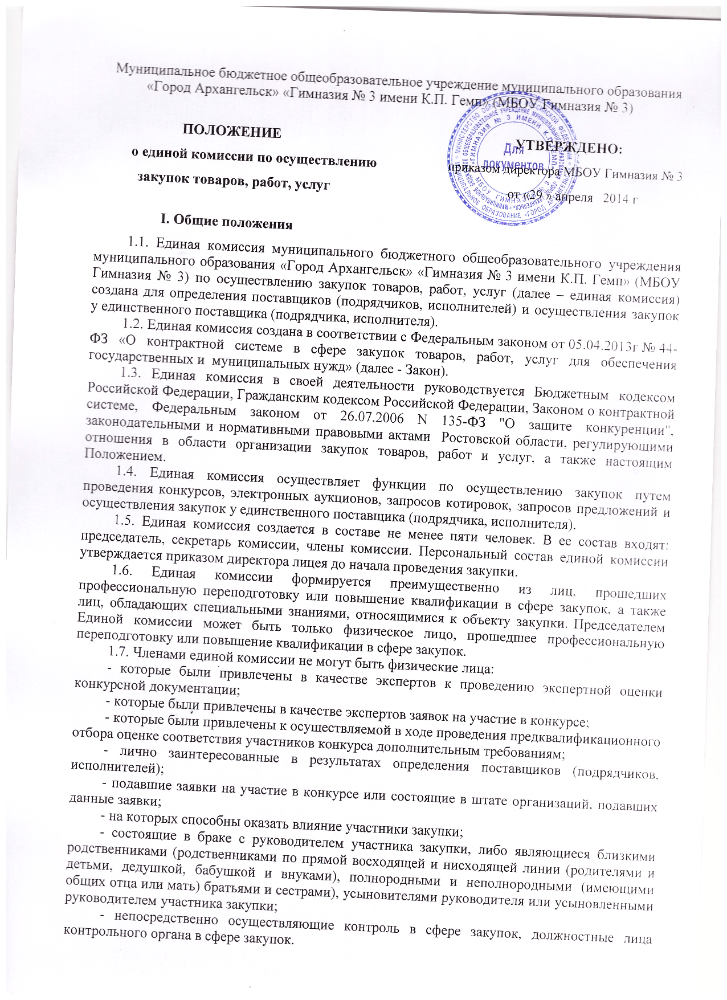 Муниципальное бюджетное общеобразовательное учреждение муниципального образования
«Город Архангельск» «Гимназия № 3 имени К.П. Гемп» (МБОУ Гимназия № 3)
ПОЛОЖЕНИЕ
о единой комиссии по осуществлению
закупок товаров, работ, услуг
УТВЕРЖДЕНО:
приказом директора МБОУ Гимназия № 3
от «29 » апреля 2014 г
Для
документов
МБОУ ГИМНАЗИЯ № 3
«ГИМНАЗИЯ № 3 ИМЕНИ К.П. ГЕМП»
I. Общие положения
1.1. Единая комиссия муниципального бюджетного общеобразовательного учреждения
муниципального образования «Город Архангельск» «Гимназия № 3 имени К.П. Гемп» (МБОУ
Гимназия № 3) по осуществлению закупок товаров, работ, услуг (далее – единая комиссия)
создана для определения поставщиков (подрядчиков, исполнителей) и осуществления закупок
у единственного поставщика (подрядчика, исполнителя).
1.2. Единая комиссия создана в соответствии с Федеральным законом от 05.04.2013г № 44-
ФЗ «О контрактной системе в сфере закупок товаров, работ, услуг для обеспечения
государственных и муниципальных нужд» (далее - Закон).
1.3. Единая комиссия в своей деятельности руководствуется Бюджетным кодексом
Российской Федерации, Гражданским кодексом Российской Федерации, Законом о контрактной
системе, Федеральным законом от 26.07.2006 N 135-ФЗ "О защите конкуренции",
законодательными и нормативными правовыми актами Ростовской области, регулирующими
отношения в области организации закупок товаров, работ и услуг, а также настоящим
Положением.
1.4. Единая комиссия осуществляет функции по осуществлению закупок путем
проведения конкурсов, электронных аукционов, запросов котировок, запросов предложений и
осуществления закупок у единственного поставщика (подрядчика, исполнителя).
1.5. Единая комиссия создается в составе не менее пяти человек. В ее состав входят:
председатель, секретарь комиссии, члены комиссии. Персональный состав единой комиссии
утверждается приказом директора лицея до начала проведения закупки.
1.6. Единая комиссии формируется преимущественно из лиц, прошедших
профессиональную переподготовку или повышение квалификации в сфере закупок, а также
лиц, обладающих специальными знаниями, относящимися к объекту закупки. Председателем
Единой комиссии может быть только физическое лицо, прошедшее профессиональную
переподготовку или повышение квалификации в сфере закупок.
1.7. Членами единой комиссии не могут быть физические лица:
- которые были привлечены в качестве экспертов к проведению экспертной оценки
конкурсной документации;
- которые были привлечены в качестве экспертов заявок на участие в конкурсе;
- которые были привлечены к осуществляемой в ходе проведения предквалификационного
отбора оценке соответствия участников конкурса дополнительным требованиям;
- лично заинтересованные в результатах определения поставщиков (подрядчиков,
исполнителей);
- подавшие заявки на участие в конкурсе или состоящие в штате организаций, подавших
данные заявки;
- на которых способны оказать влияние участники закупки;
- состоящие в браке с руководителем участника закупки, либо являющиеся близкими
родственниками (родственниками по прямой восходящей и нисходящей линии (родителями и
детьми, дедушкой, бабушкой и внуками), полнородными и неполнородными (имеющими
общих отца или мать) братьями и сестрами), усыновителями руководителя или усыновленными
руководителем участника закупки;
- непосредственно осуществляющие контроль в сфере закупок, должностные лица
контрольного органа в сфере закупок.